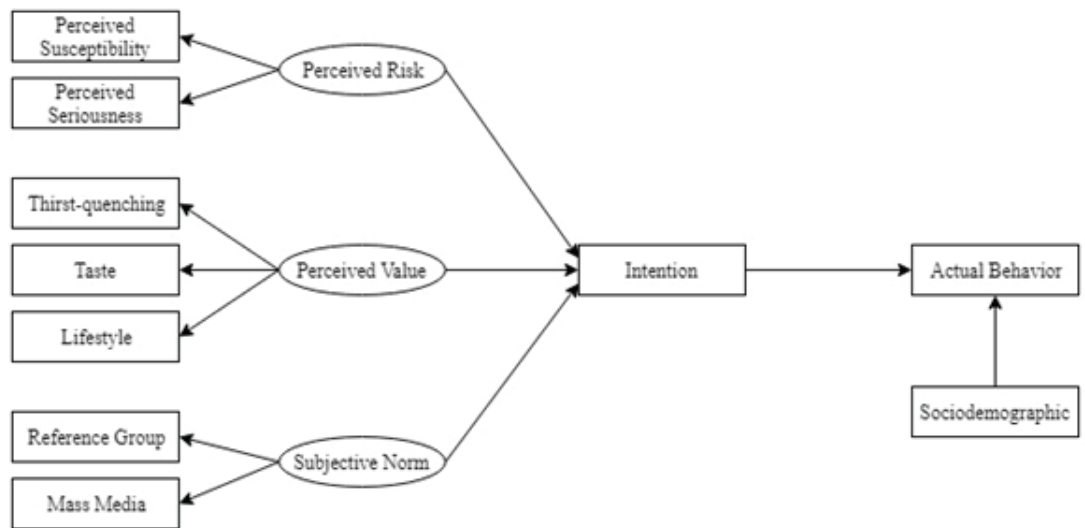 Perceived
Susceptibility
Perceived Risk
Perceived
Seriousness
Thirst-quenching
Taste
Perceived Value
Intention
Actual Behavior
Lifestyle
Sociodemographic
Reference Group
Subjective Norm
Mass Media